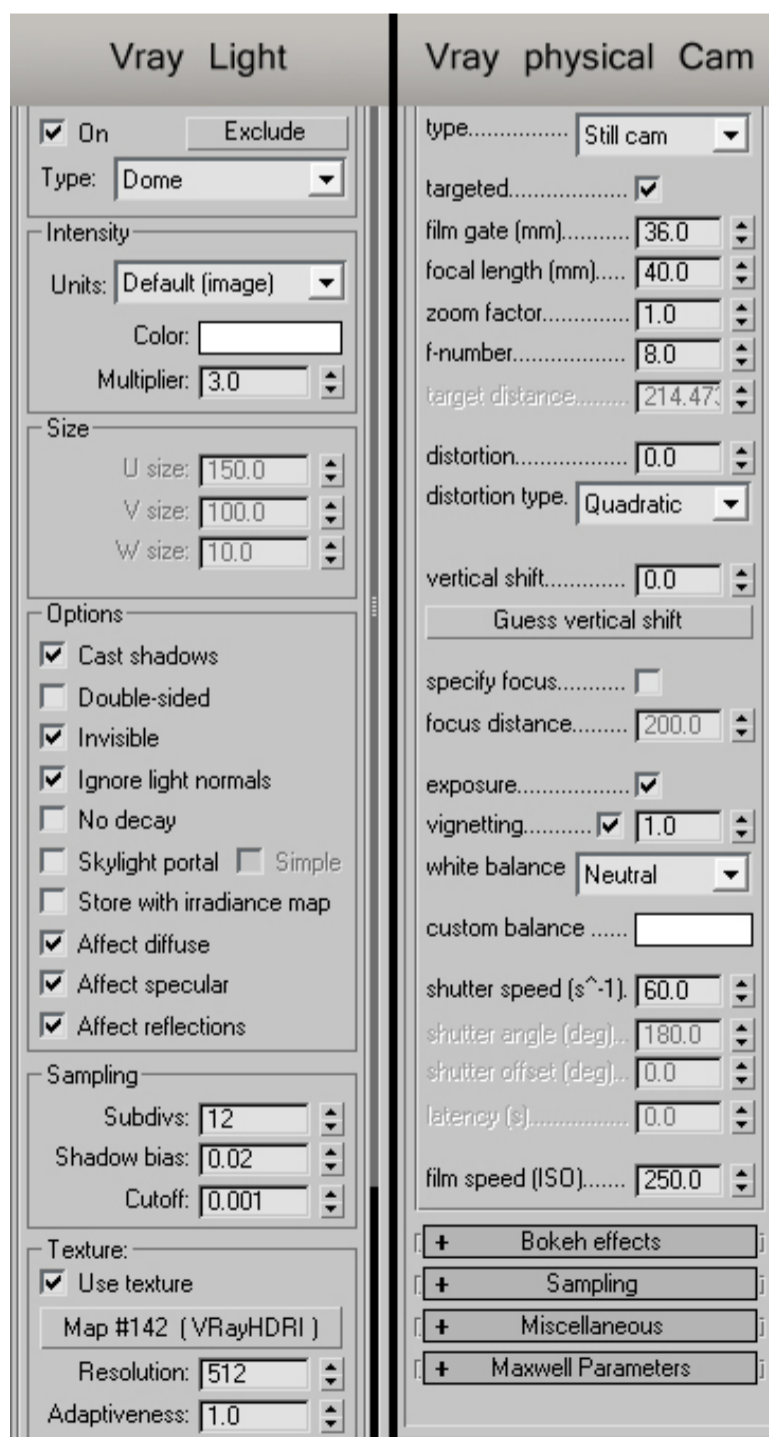 Vray Light
On Exclude
Type: Dome
Intensity
Units: Default (image)
Color:
Multiplier: 3.0
Size
U size: 150.0
V size: 100.0
W size: 10.0
Options
Cast shadows
Double-sided
Invisible
Ignore light normals
No decay
Skylight portal Simple
Store with irradiance map
Affect diffuse
Affect specular
Affect reflections
Sampling
Subdivs: 12
Shadow bias: 0.02
Cutoff: 0.001
Texture:
Use texture
Map #142 ( VRayHDRI )
Resolution: 512
Adaptiveness: 1.0
Vray physical Cam
type................ Still cam
targeted...................
film gate (mm).......... 36.0
focal length (mm)..... 40.0
zoom factor............. 1.0
f-number.................. 8.0
target distance......... 214.473
distortion.................. 0.0
distortion type. Quadratic
vertical shift............. 0.0
Guess vertical shift
specify focus...........
focus distance......... 200.0
exposure..................
vignetting........... 1.0
white balance Neutral
custom balance ......
shutter speed (s^-1). 60.0
shutter angle (deg)... 180.0
shutter offset (deg)... 0.0
latency (s)................. 0.0
film speed (ISO)....... 250.0
+ Bokeh effects
+ Sampling
+ Miscellaneous
+ Maxwell Parameters